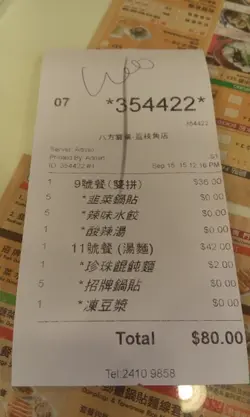 07
*354422*
354422
八方雲集
Server: Admin
Printed By: Admin
ID: 354422 #1
Sep 15, 15 12:16 PM
1 9號餐 (雙拼) $36.00
5 *韭菜鍋貼 $0.00
5 *辣味水餃 $0.00
1 *酸辣湯 $0.00
1 11號餐 (湯麵) $42.00
1 *珍珠餛飩麵 $2.00
5 *招牌鍋貼 $0.00
1 *凍豆漿 $0.00
Total $80.00
Tel:2410 9858